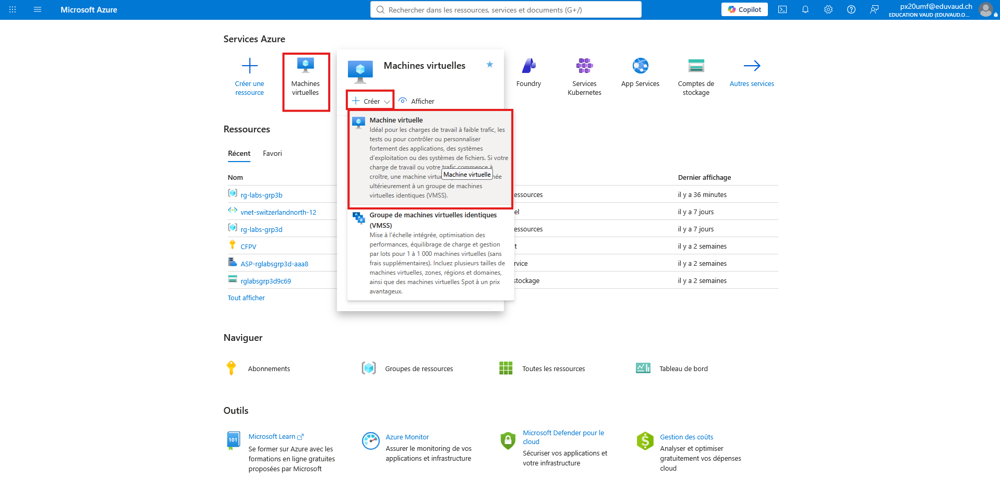 Microsoft Azure
Rechercher dans les ressources, services et documents (G+/)
Copilot
px20umf@eduvaud.ch
EDUCATION VAUD (EDUVAUD.O...
Services Azure
Créer une
ressource
Machines
virtuelles
Machines virtuelles
Créer
Afficher
Machine virtuelle
Idéal pour les charges de travail à faible trafic, les
tests ou pour contrôler ou personnaliser
fortement des applications, des systèmes
d'exploitation ou des systèmes de fichiers. Si votre
charge de travail ou votre trafic commence à
croître, une machine
ultérieurement à un groupe de machines
virtuelles identiques (VMSS).
Machine virtuelle
Groupe de machines virtuelles identiques
(VMSS)
Mise à l'échelle intégrée, optimisation des
performances, équilibrage de charge et gestion
par lots pour 1 à 1 000 machines virtuelles (sans
frais supplémentaires). Incluez plusieurs tailles de
machines virtuelles, zones, régions et domaines,
ainsi que des machines virtuelles Spot à un prix
avantageux.
Foundry
Services
Kubernetes
App Services
Comptes de
stockage
Autres services
Ressources
Récent
Favori
Nom
Dernier affichage
rg-labs-grp3b
essources
il y a 36 minutes
vnet-switzerlandnorth-12
el
il y a 7 jours
rg-labs-grp3d
essources
il y a 7 jours
CFPV
t
il y a 2 semaines
ASP-rglabsgrp3d-aaa8
rvice
il y a 2 semaines
rglabsgrp3d9c69
stockage
il y a 2 semaines
Tout afficher
Naviguer
Abonnements
Groupes de ressources
Toutes les ressources
Tableau de bord
Outils
101
Microsoft Learn
Se former sur Azure avec les
formations en ligne gratuites
proposées par Microsoft
Azure Monitor
Assurer le monitoring de vos
applications et infrastructure
Microsoft Defender pour le
cloud
Sécuriser vos applications et
votre infrastructure
$
Gestion des coûts
Analyser et optimiser
gratuitement vos dépenses
cloud